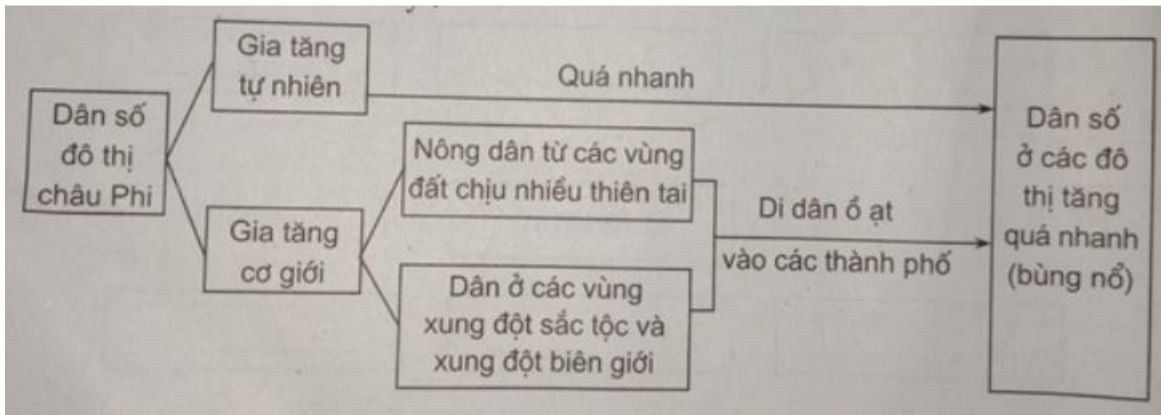 Dân số
đô thị
châu Phi
Gia tăng
tự nhiên
Quá nhanh
Gia tăng
cơ giới
Nông dân từ các vùng
đất chịu nhiều thiên tai
Dân ở các vùng
xung đột sắc tộc và
xung đột biên giới
Di dân ồ ạt
vào các thành phố
Dân số
ở các đô
thị tăng
quá nhanh
(bùng nổ)